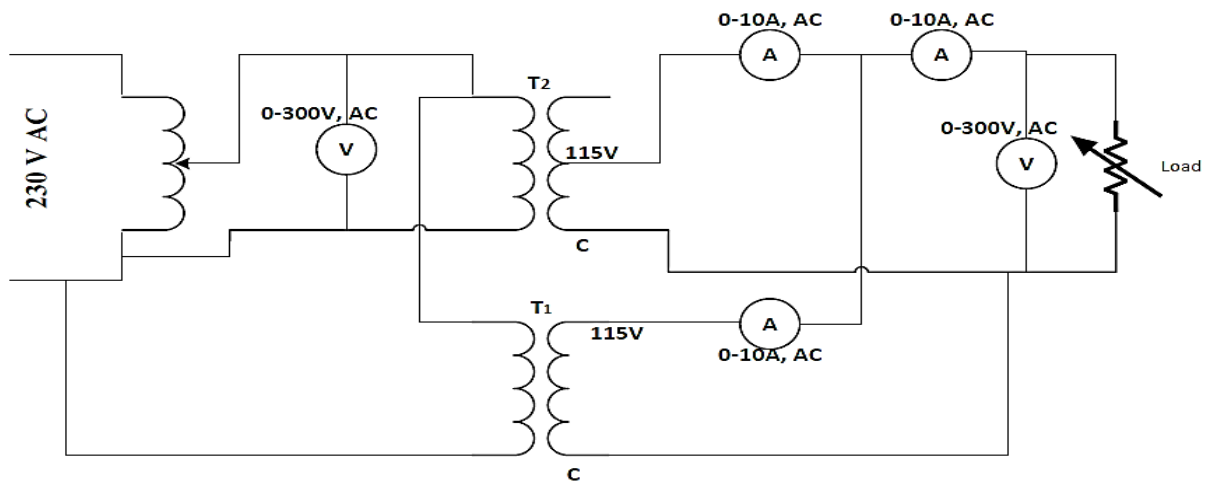 0-10A, AC
0-10A, AC
A
A
T2
0-300V, AC
V
230 V AC
115V
0-300V, AC
V
Load
C
T1
115V
A
0-10A, AC
C